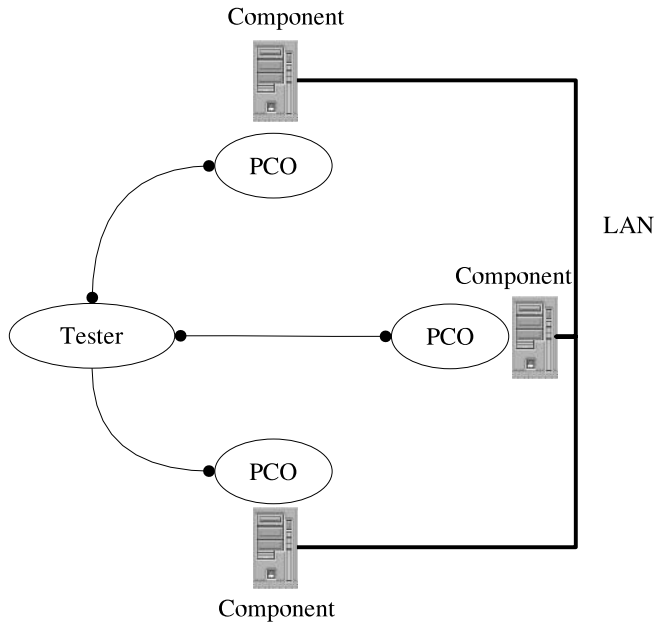 Component
PCO
LAN
Component
Tester
PCO
PCO
Component